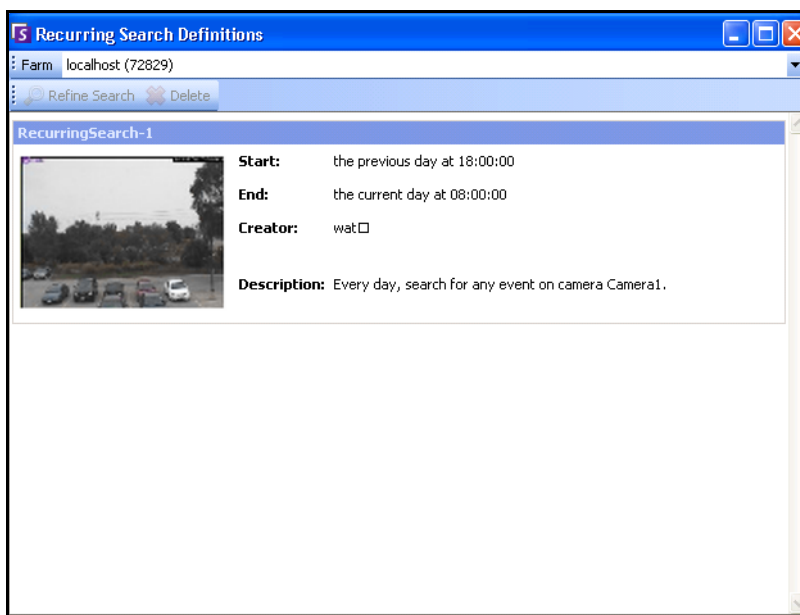 Recurring Search Definitions
Farm localhost (72829)
Refine Search Delete
RecurringSearch-1
Start: the previous day at 18:00:00
End: the current day at 08:00:00
Creator: wat□
Description: Every day, search for any event on camera Camera1.